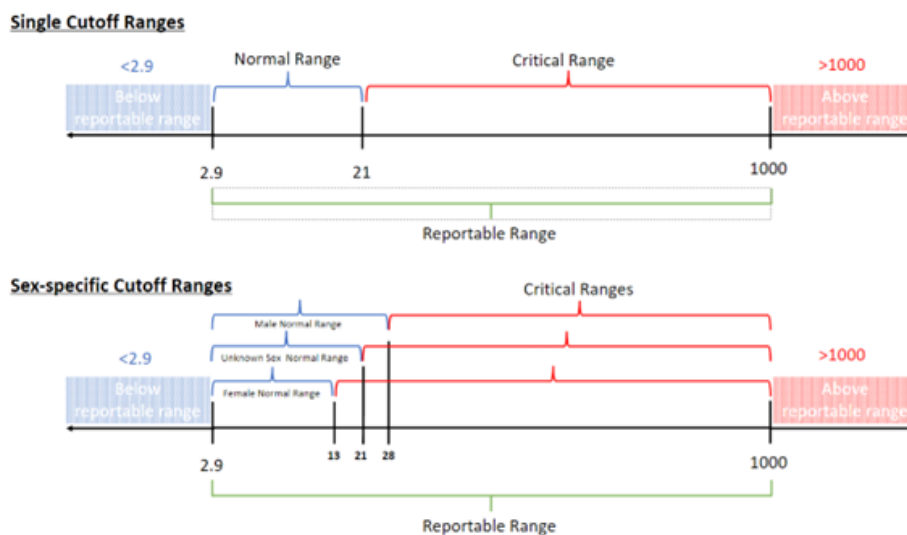 Single Cutoff Ranges
<2.9
Normal Range
Critical Range
>1000
Below
reportable range
Above
reportable range
2.9
21
1000
Reportable Range
Sex-specific Cutoff Ranges
Critical Ranges
Male Normal Range
<2.9
Unknown Sex Normal Range
>1000
Below
reportable range
Female Normal Range
Above
reportable range
2.9
13
21
28
1000
Reportable Range